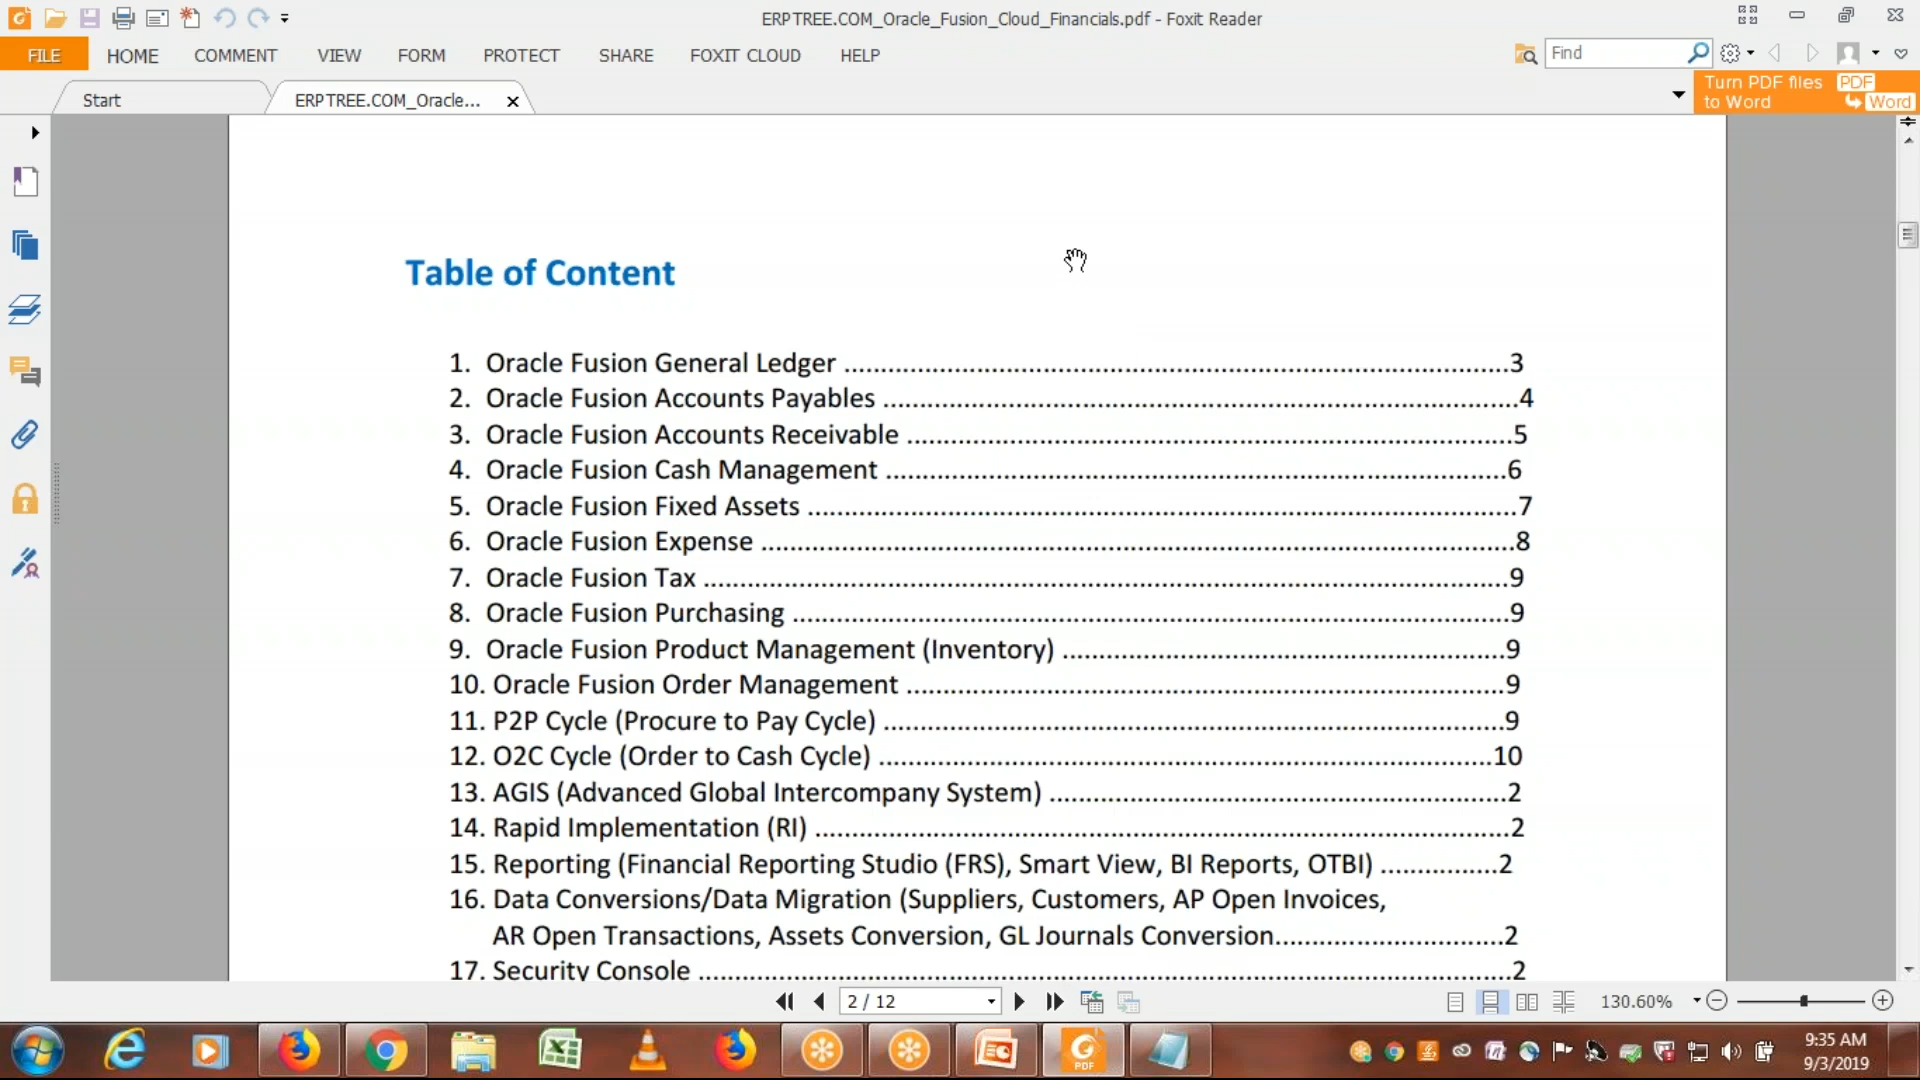 ERPTREE.COM_Oracle_Fusion_Cloud_Financials.pdf - Foxit Reader
FILE HOME COMMENT VIEW FORM PROTECT SHARE FOXIT CLOUD HELP
Find
Start
ERPTREE.COM_Oracle...
Turn PDF files to Word
PDF
Word
Table of Content
1. Oracle Fusion General Ledger ........................................................................................3
2. Oracle Fusion Accounts Payables ....................................................................................4
3. Oracle Fusion Accounts Receivable .................................................................................5
4. Oracle Fusion Cash Management ...................................................................................6
5. Oracle Fusion Fixed Assets ..............................................................................................7
6. Oracle Fusion Expense ....................................................................................................8
7. Oracle Fusion Tax ...........................................................................................................9
8. Oracle Fusion Purchasing ................................................................................................9
9. Oracle Fusion Product Management (Inventory) ...........................................................9
10. Oracle Fusion Order Management ................................................................................9
11. P2P Cycle (Procure to Pay Cycle) ...................................................................................9
12. O2C Cycle (Order to Cash Cycle) .................................................................................10
13. AGIS (Advanced Global Intercompany System) .............................................................2
14. Rapid Implementation (RI) ............................................................................................2
15. Reporting (Financial Reporting Studio (FRS), Smart View, BI Reports, OTBI) ................2
16. Data Conversions/Data Migration (Suppliers, Customers, AP Open Invoices,
AR Open Transactions, Assets Conversion, GL Journals Conversion..............................2
17. Security Console .............................................................................................................2
2 / 12
130.60%
9:35 AM
9/3/2019